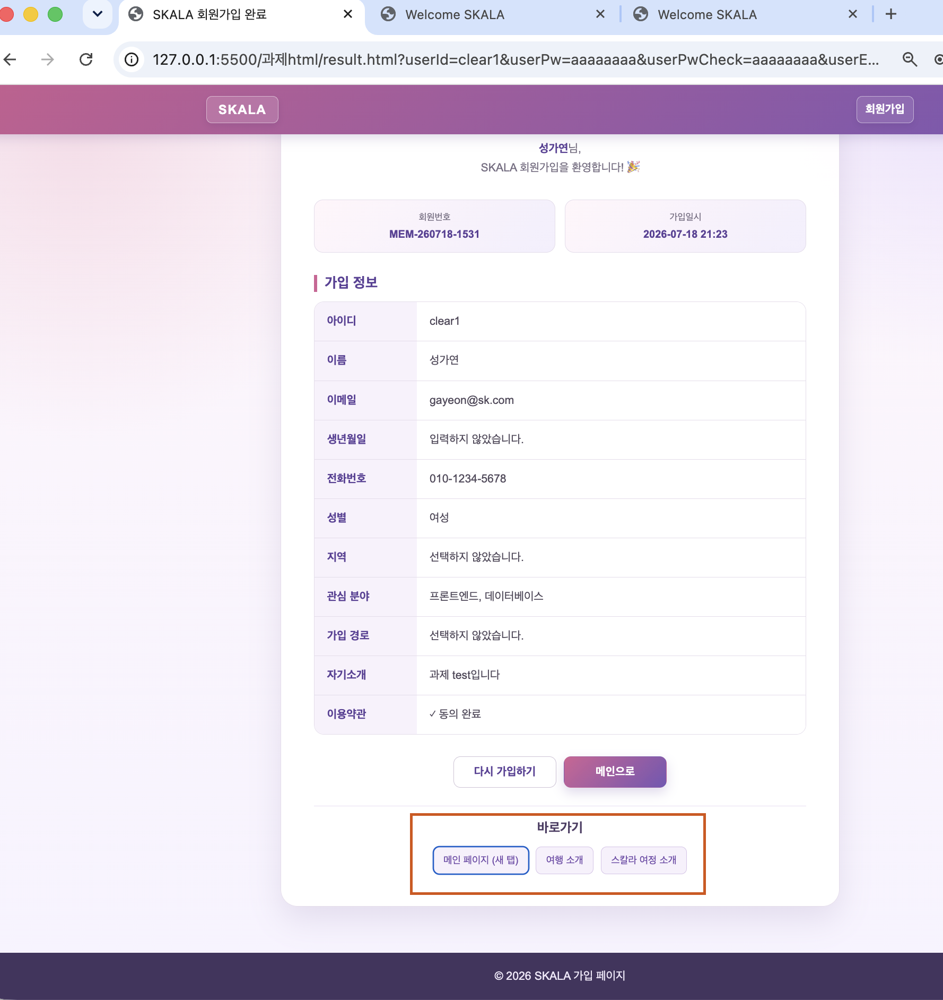 SKALA 회원가입 완료
Welcome SKALA
Welcome SKALA
127.0.0.1:5500/과제html/result.html?userId=clear1&userPw=aaaaaaaa&userPwCheck=aaaaaaaa&userE...
SKALA
회원가입
성가연님,
SKALA 회원가입을 환영합니다! 🎉
회원번호
MEM-260718-1531
가입일시
2026-07-18 21:23
가입 정보
아이디 clear1
이름 성가연
이메일 gayeon@sk.com
생년월일 입력하지 않았습니다.
전화번호 010-1234-5678
성별 여성
지역 선택하지 않았습니다.
관심 분야 프론트엔드, 데이터베이스
가입 경로 선택하지 않았습니다.
자기소개 과제 test입니다
이용약관 ✓ 동의 완료
다시 가입하기 메인으로
바로가기
메인 페이지 (새 탭) 여행 소개 스칼라 여정 소개
© 2026 SKALA 가입 페이지